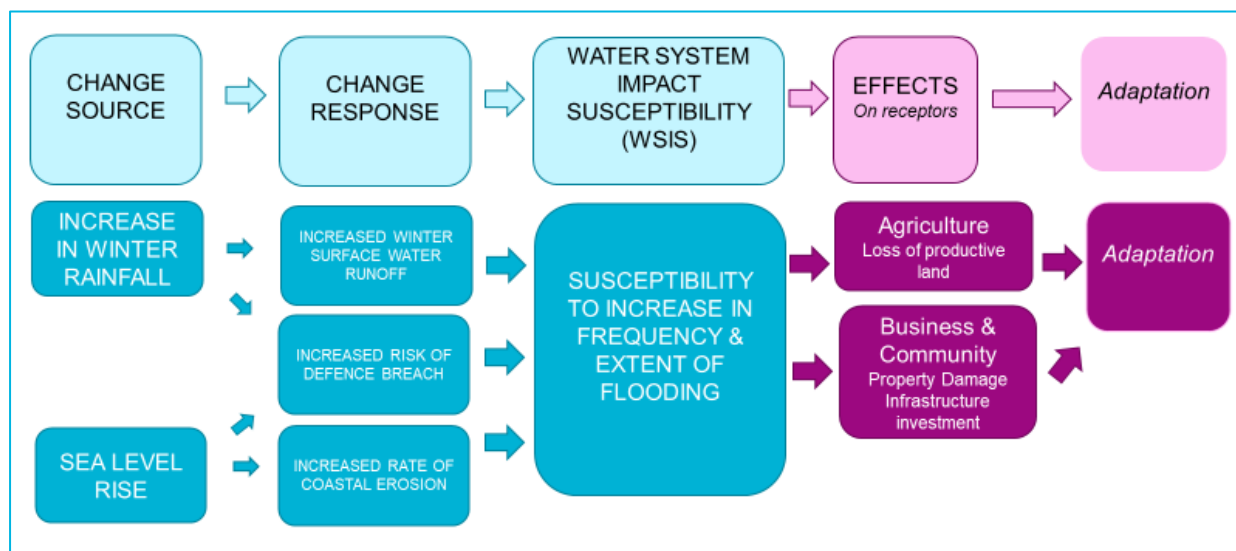 CHANGE
SOURCE
CHANGE
RESPONSE
WATER SYSTEM
IMPACT
SUSCEPTIBILITY
(WSIS)
EFFECTS
On receptors
Adaptation
INCREASE
IN WINTER
RAINFALL
SEA LEVEL
RISE
INCREASED WINTER
SURFACE WATER
RUNOFF
INCREASED RISK OF
DEFENCE BREACH
INCREASED RATE OF
COASTAL EROSION
SUSCEPTIBILITY
TO INCREASE IN
FREQUENCY &
EXTENT OF
FLOODING
Agriculture
Loss of productive
land
Business &
Community
Property Damage
Infrastructure
investment
Adaptation